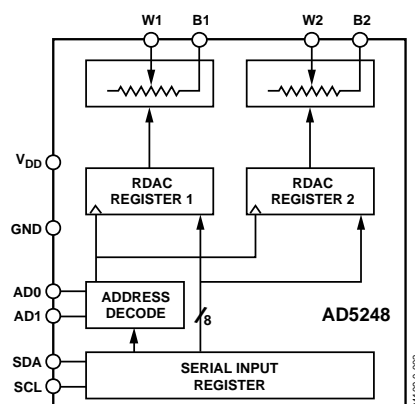 W1 B1 W2 B2
V_DD
RDAC
REGISTER 1
RDAC
REGISTER 2
GND
AD0
AD1
ADDRESS
DECODE
8
AD5248
SDA
SCL
SERIAL INPUT
REGISTER